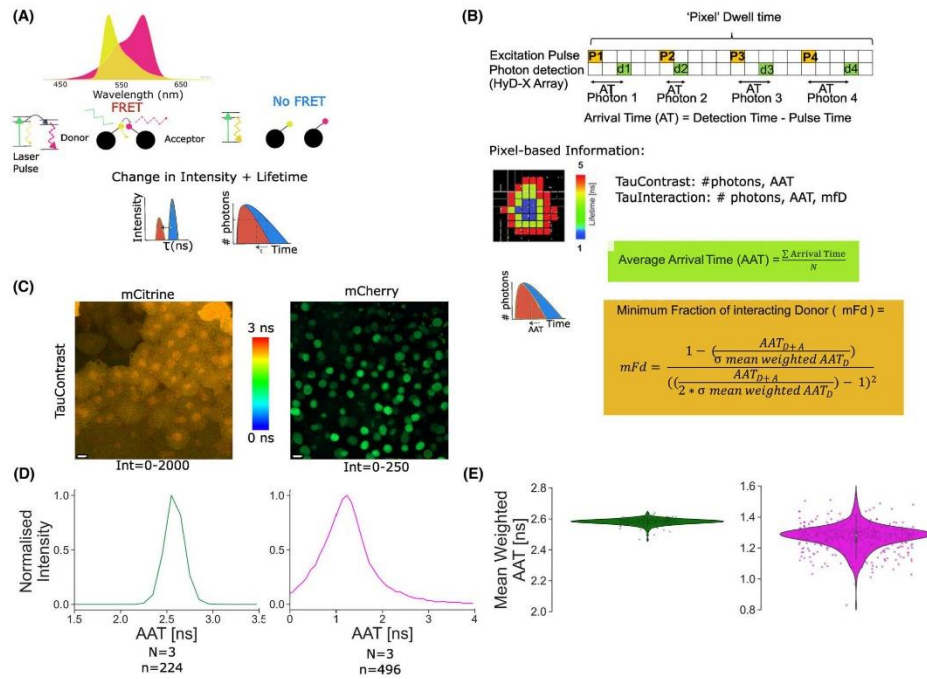 (A)
450
550
650
Wavelength (nm)
FRET
No FRET
Donor
Acceptor
Laser
Pulse
Change in Intensity + Lifetime
Intensity
τ(ns)
# photons
Time
τ
(B)
'Pixel' Dwell time
Excitation Pulse
P1 P2 P3 P4
Photon detection
d1 d2 d3 d4
(HyD-X Array)
AT AT AT AT
Photon 1 Photon 2 Photon 3 Photon 4
Arrival Time (AT) = Detection Time - Pulse Time
Pixel-based Information:
5
Lifetime [ns]
1
TauContrast: #photons, AAT
TauInteraction: # photons, AAT, mfD
# photons
AAT
Time
Average Arrival Time (AAT) = ∑ Arrival Time / N
Minimum Fraction of interacting Donor ( mFd) =
mFd = 1 - (AAT_{D+A} / σ mean weighted AAT_D) / ((AAT_{D+A} / 2 * σ mean weighted AAT_D) - 1)^2
(C)
mCitrine
mCherry
TauContrast
3 ns
0 ns
Int=0-2000
Int=0-250
(D)
Normalised
Intensity
1.0
0.5
0.0
1.5 2.0 2.5 3.0 3.5
AAT [ns]
N=3
n=224
1.0
0.5
0.0
0 1 2 3 4
AAT [ns]
N=3
n=496
(E)
Mean Weighted
AAT [ns]
2.8
2.6
2.4
2.2
2.0
1.6
1.4
1.2
1.0
0.8